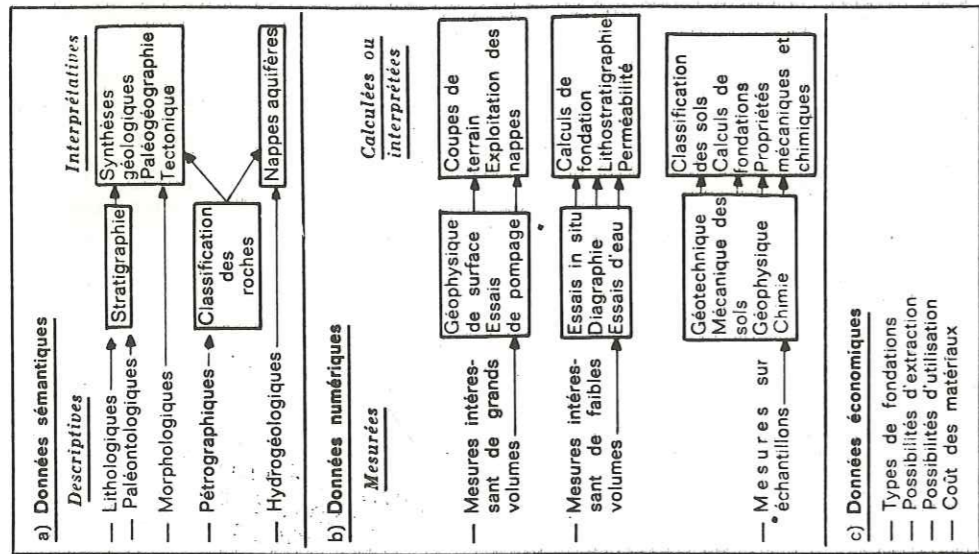 a) Données sémantiques
Descriptives
Interprétatives
— Lithologiques
— Paléontologiques
Stratigraphie
Synthèses
géologiques
Paléogéographie
Tectonique
— Morphologiques
— Pétrographiques
Classification
des
roches
— Hydrogéologiques
Nappes aquifères
b) Données numériques
Mesurées
Calculées ou
interprétées
— Mesures intéres-
sant de grands
volumes
Géophysique
de surface
Essais
de pompage
Coupes de
terrain
Exploitation des
nappes
— Mesures intéres-
sant de faibles
volumes
Essais in situ
Diagraphie
Essais d'eau
Calculs de
fondation
Lithostratigraphie
Perméabilité
— Mesures sur
échantillons
Géotechnique
Mécanique des
sols
Géophysique
Chimie
Classification
des sols
Calculs de
fondations
Propriétés
mécaniques et
chimiques
c) Données économiques
— Types de fondations
— Possibilités d'extraction
— Possibilités d'utilisation
— Coût des matériaux